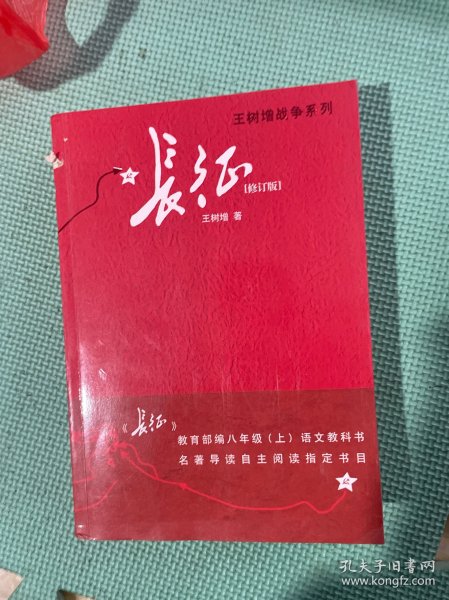 王树增战争系列
長征
[修订版]
王树增 著
《長征》
教育部编八年级（上）语文教科书
名著导读自主阅读指定书目
孔夫子旧书网
www.kongfz.com